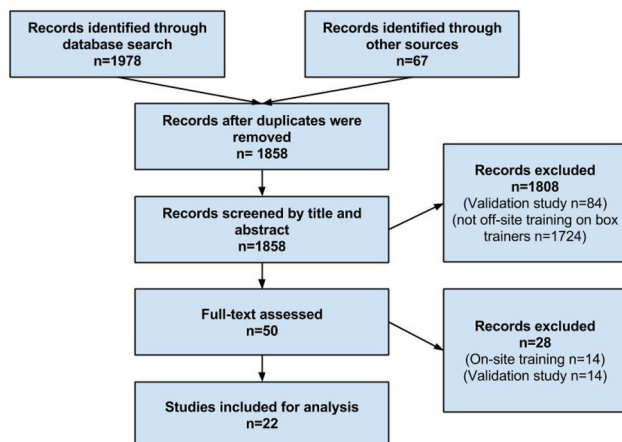 Records identified through
database search
n=1978
Records identified through
other sources
n=67
Records after duplicates were
removed
n= 1858
Records screened by title and
abstract
n=1858
Records excluded
n=1808
(Validation study n=84)
(not off-site training on box
trainers n=1724)
Full-text assessed
n=50
Records excluded
n=28
(On-site training n=14)
(Validation study n=14)
Studies included for analysis
n=22